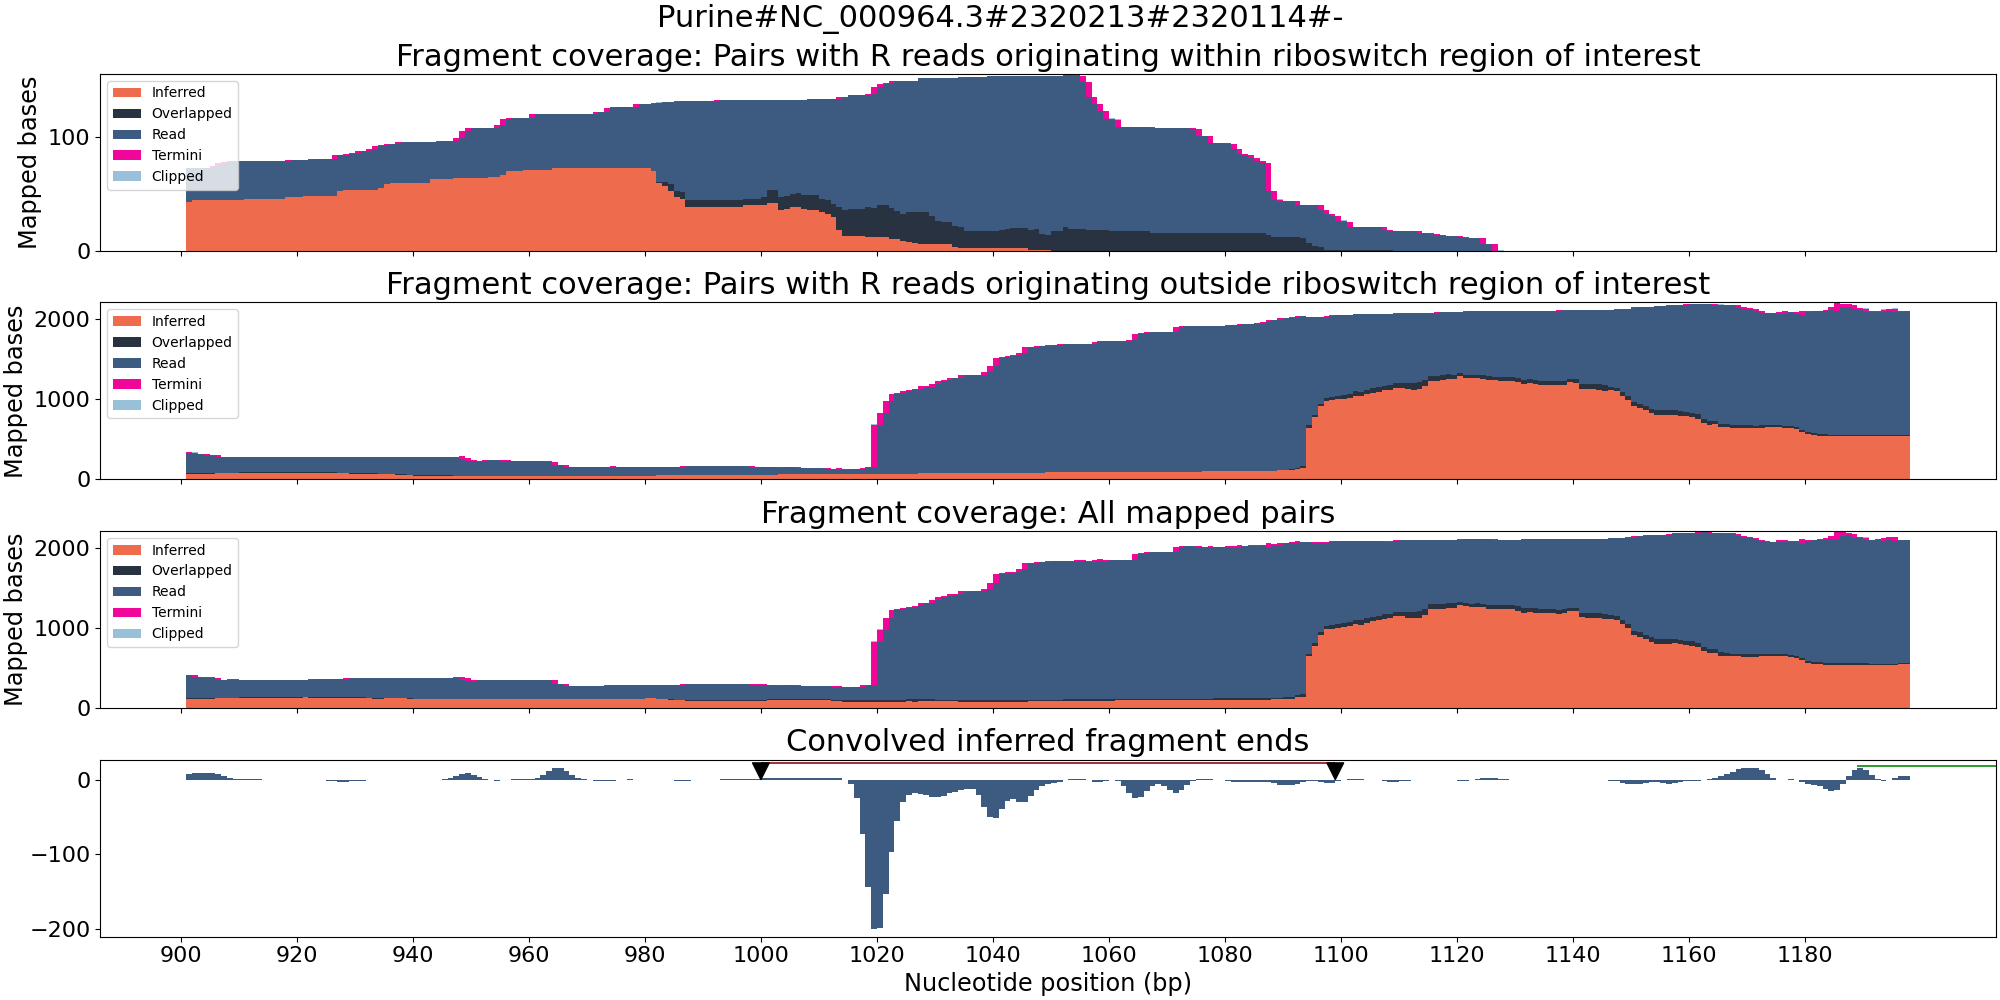 Purine#NC_000964.3#2320213#2320114#-
Fragment coverage: Pairs with R reads originating within riboswitch region of interest
Mapped bases
100
0
Inferred
Overlapped
Read
Termini
Clipped
Fragment coverage: Pairs with R reads originating outside riboswitch region of interest
Mapped bases
2000
1000
0
Inferred
Overlapped
Read
Termini
Clipped
Fragment coverage: All mapped pairs
Mapped bases
2000
1000
0
Inferred
Overlapped
Read
Termini
Clipped
Convolved inferred fragment ends
0
−100
−200
900 920 940 960 980 1000 1020 1040 1060 1080 1100 1120 1140 1160 1180
Nucleotide position (bp)